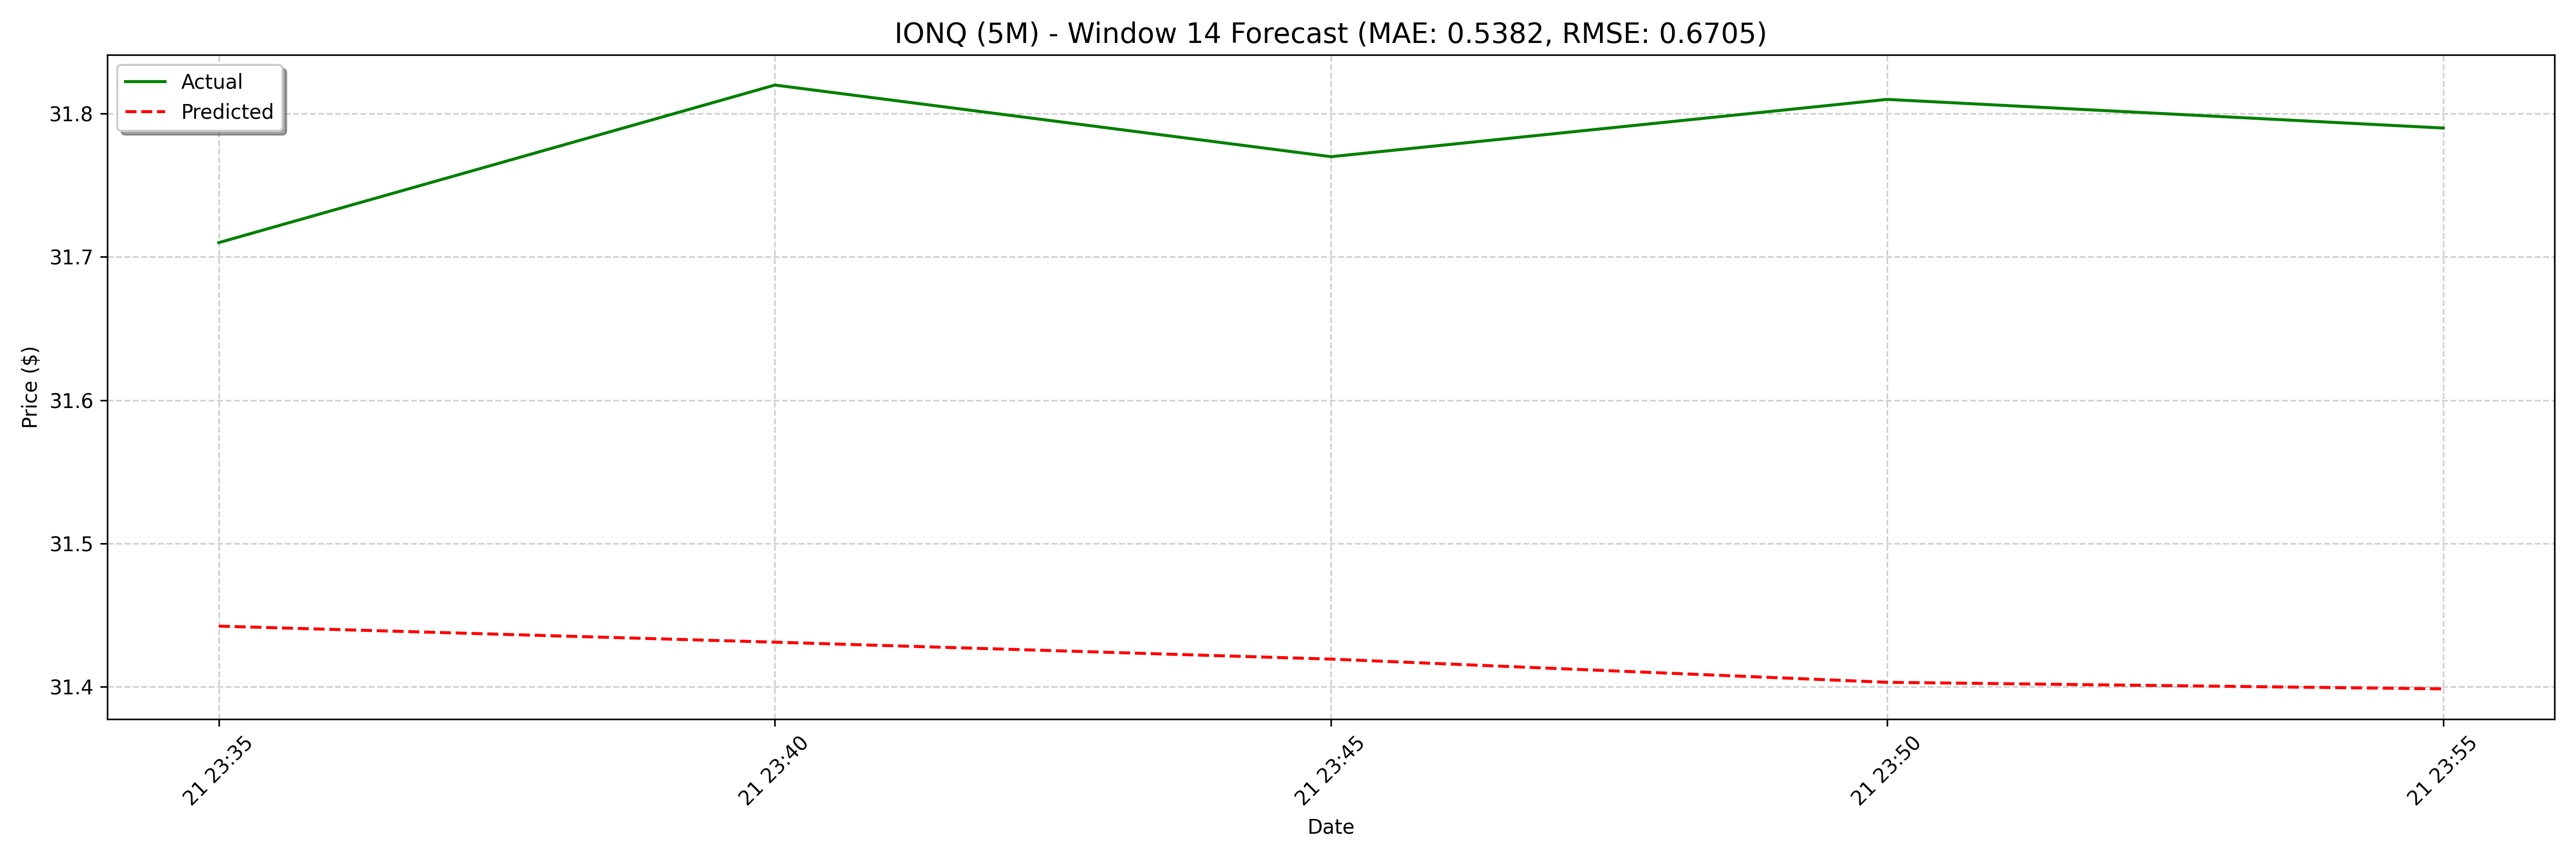 IONQ (5M) - Window 14 Forecast (MAE: 0.5382, RMSE: 0.6705)
Actual
Predicted
Price ($)
31.8
31.7
31.6
31.5
31.4
21 23:35
21 23:40
21 23:45
21 23:50
21 23:55
Date